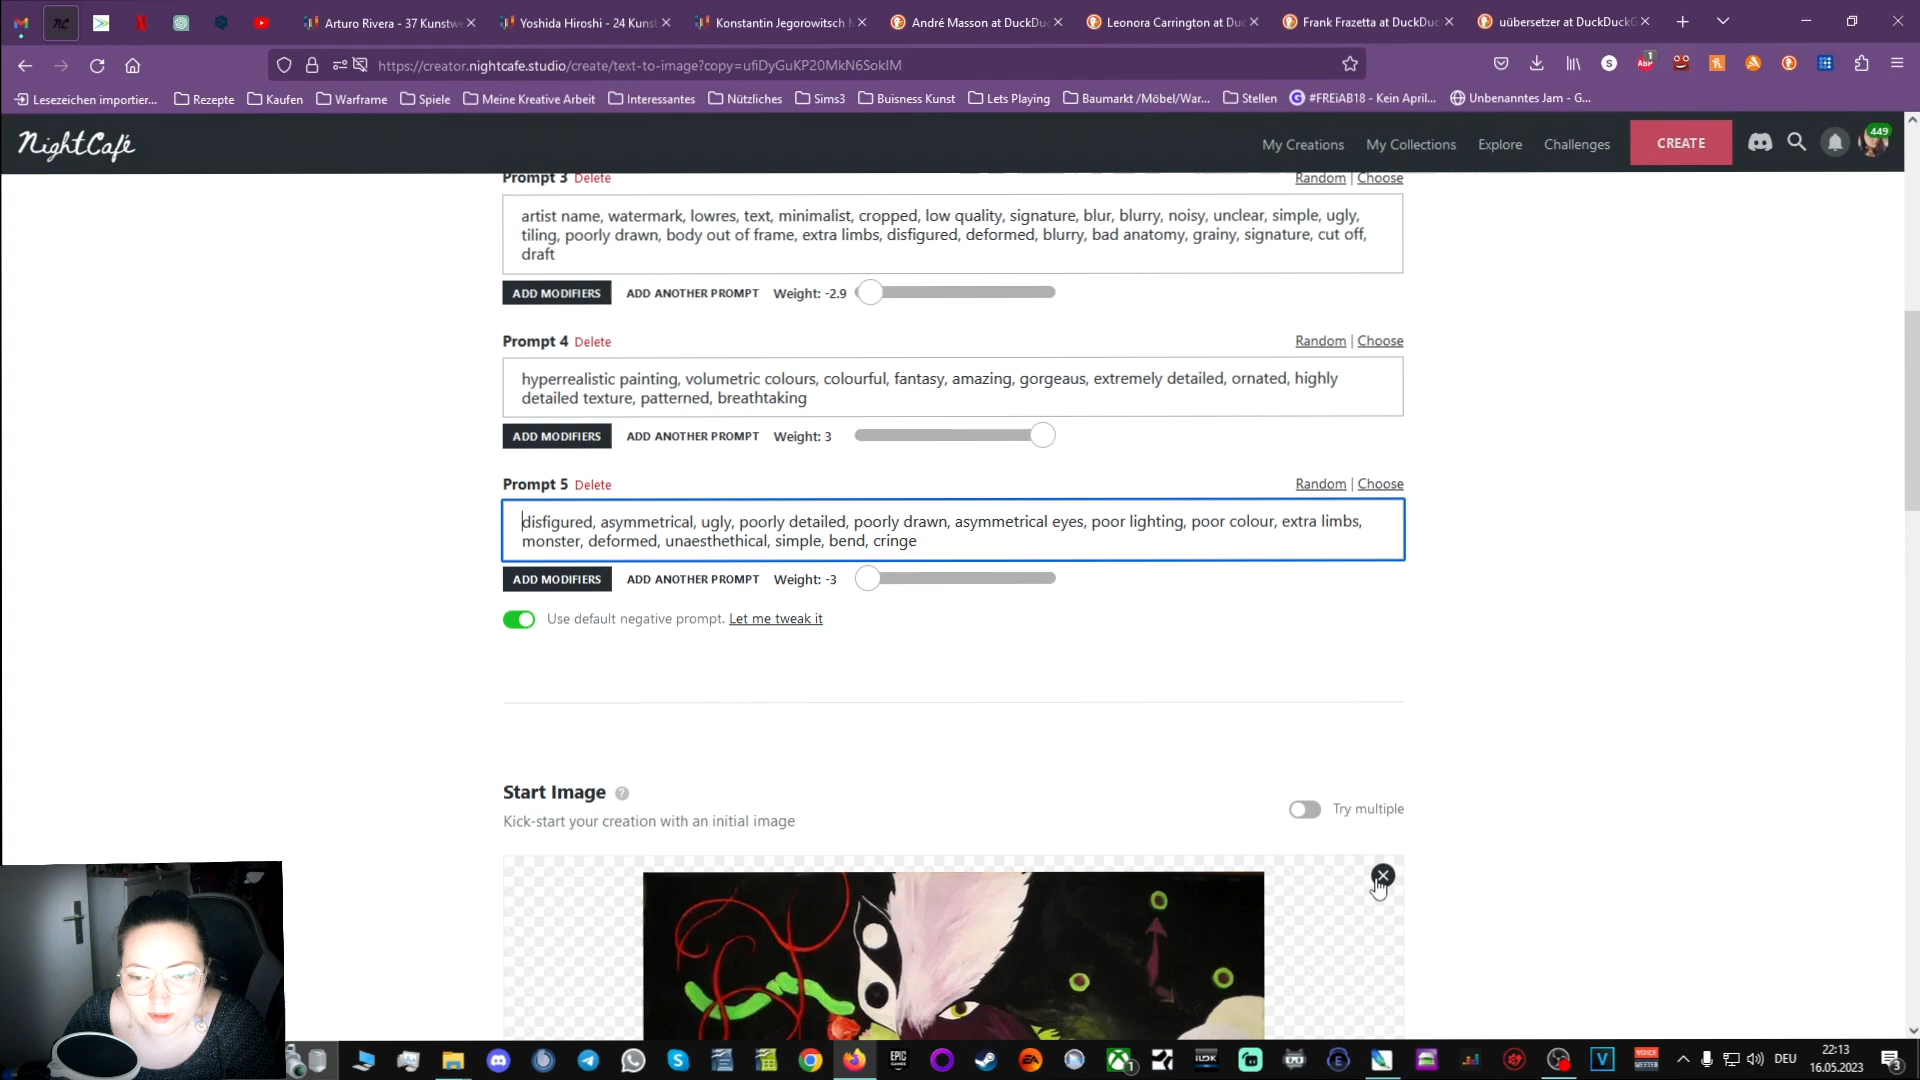 Arturo Rivera - 37 Kunstwe
Yoshida Hiroshi - 24 Kunst
Konstantin Jegorowitsch M
André Masson at DuckDu
Leonora Carrington at Du
Frank Frazetta at DuckDu
uübersetzer at DuckDuckG
https://creator.nightcafe.studio/create/text-to-image?copy=ufiDyGuKP20MkN6SokIM
Lesezeichen importier... Rezepte Kaufen Warframe Spiele Meine Kreative Arbeit Interessantes Nützliches Sims3 Buisness Kunst Lets Playing Baumarkt /Möbel/War... Stellen #FREiAB18 - Kein April... Unbenanntes Jam - G...
NightCafé
My Creations My Collections Explore Challenges CREATE 449
Prompt 3 Delete Random | Choose
artist name, watermark, lowres, text, minimalist, cropped, low quality, signature, blur, blurry, noisy, unclear, simple, ugly,
tiling, poorly drawn, body out of frame, extra limbs, disfigured, deformed, blurry, bad anatomy, grainy, signature, cut off,
draft
ADD MODIFIERS ADD ANOTHER PROMPT Weight: -2.9
Prompt 4 Delete Random | Choose
hyperrealistic painting, volumetric colours, colourful, fantasy, amazing, gorgeaus, extremely detailed, ornated, highly
detailed texture, patterned, breathtaking
ADD MODIFIERS ADD ANOTHER PROMPT Weight: 3
Prompt 5 Delete Random | Choose
disfigured, asymmetrical, ugly, poorly detailed, poorly drawn, asymmetrical eyes, poor lighting, poor colour, extra limbs,
monster, deformed, unaesthethical, simple, bend, cringe
ADD MODIFIERS ADD ANOTHER PROMPT Weight: -3
Use default negative prompt. Let me tweak it
Start Image
Kick-start your creation with an initial image
Try multiple
DEU
22:13
16.05.2023
3